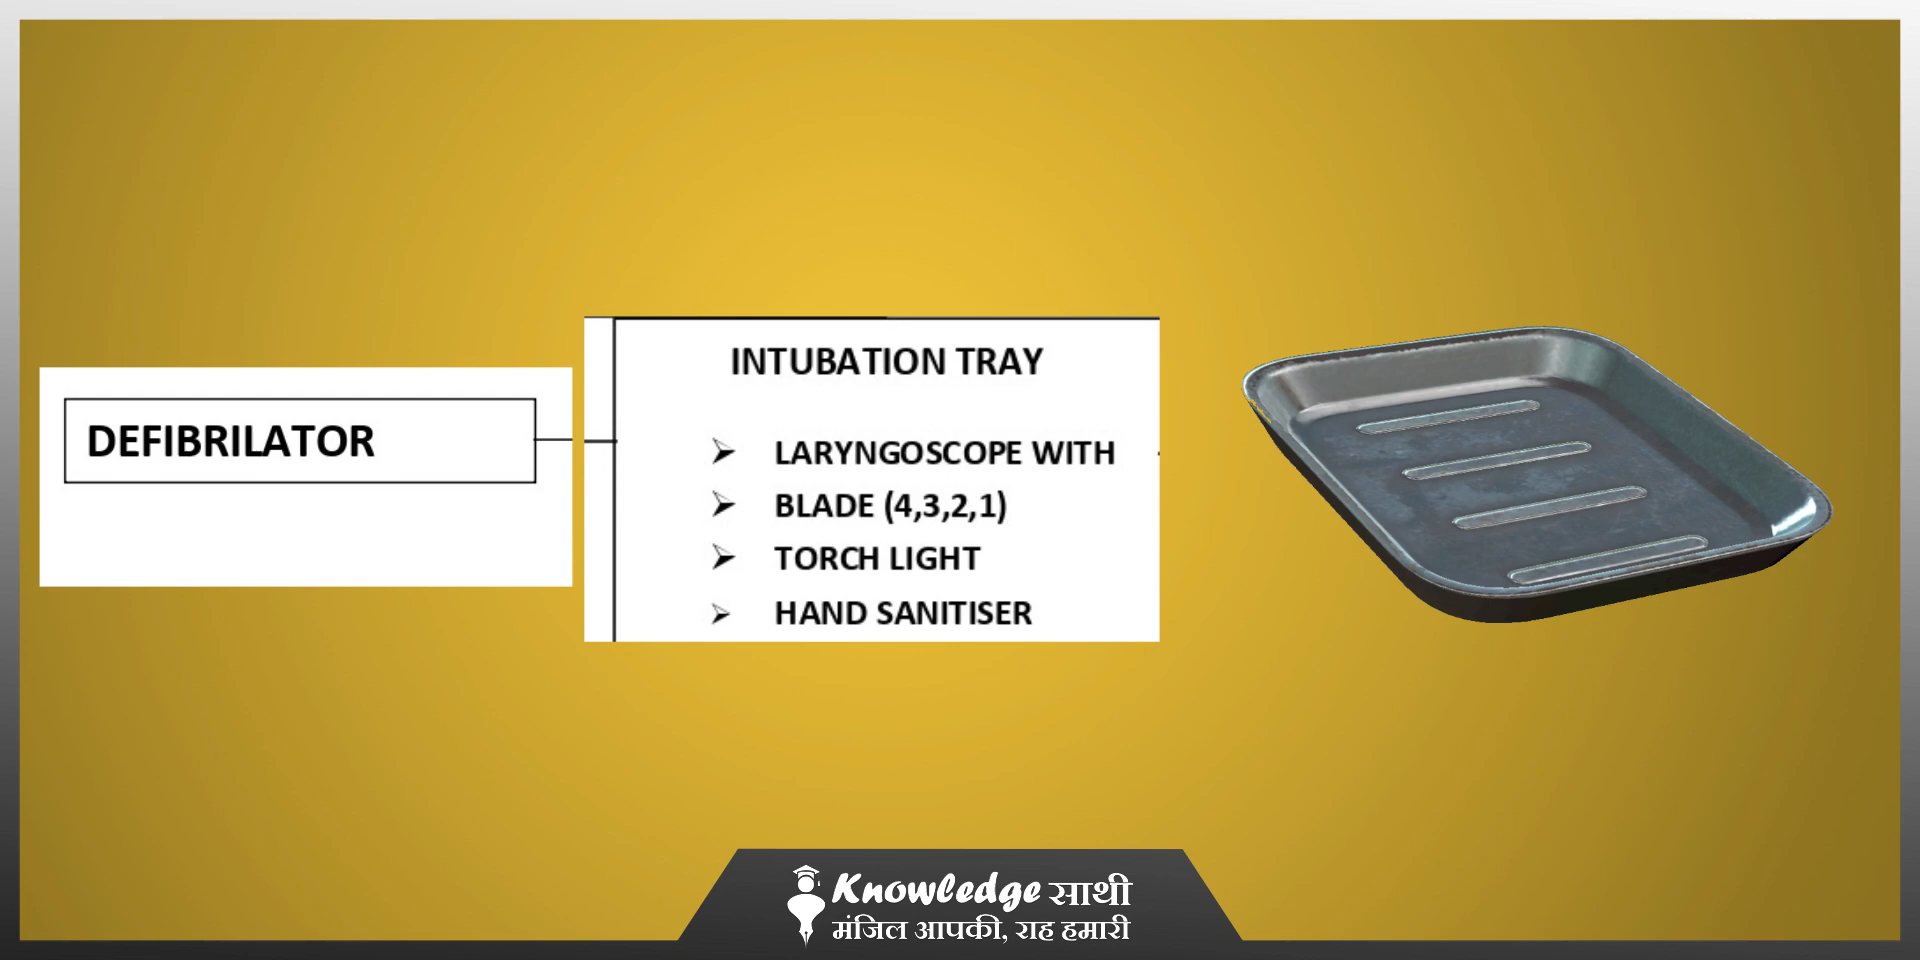 DEFIBRILATOR
INTUBATION TRAY
LARYNGOSCOPE WITH
BLADE (4,3,2,1)
TORCH LIGHT
HAND SANITISER
Knowledge साथी
मंजिल आपकी, राह हमारी